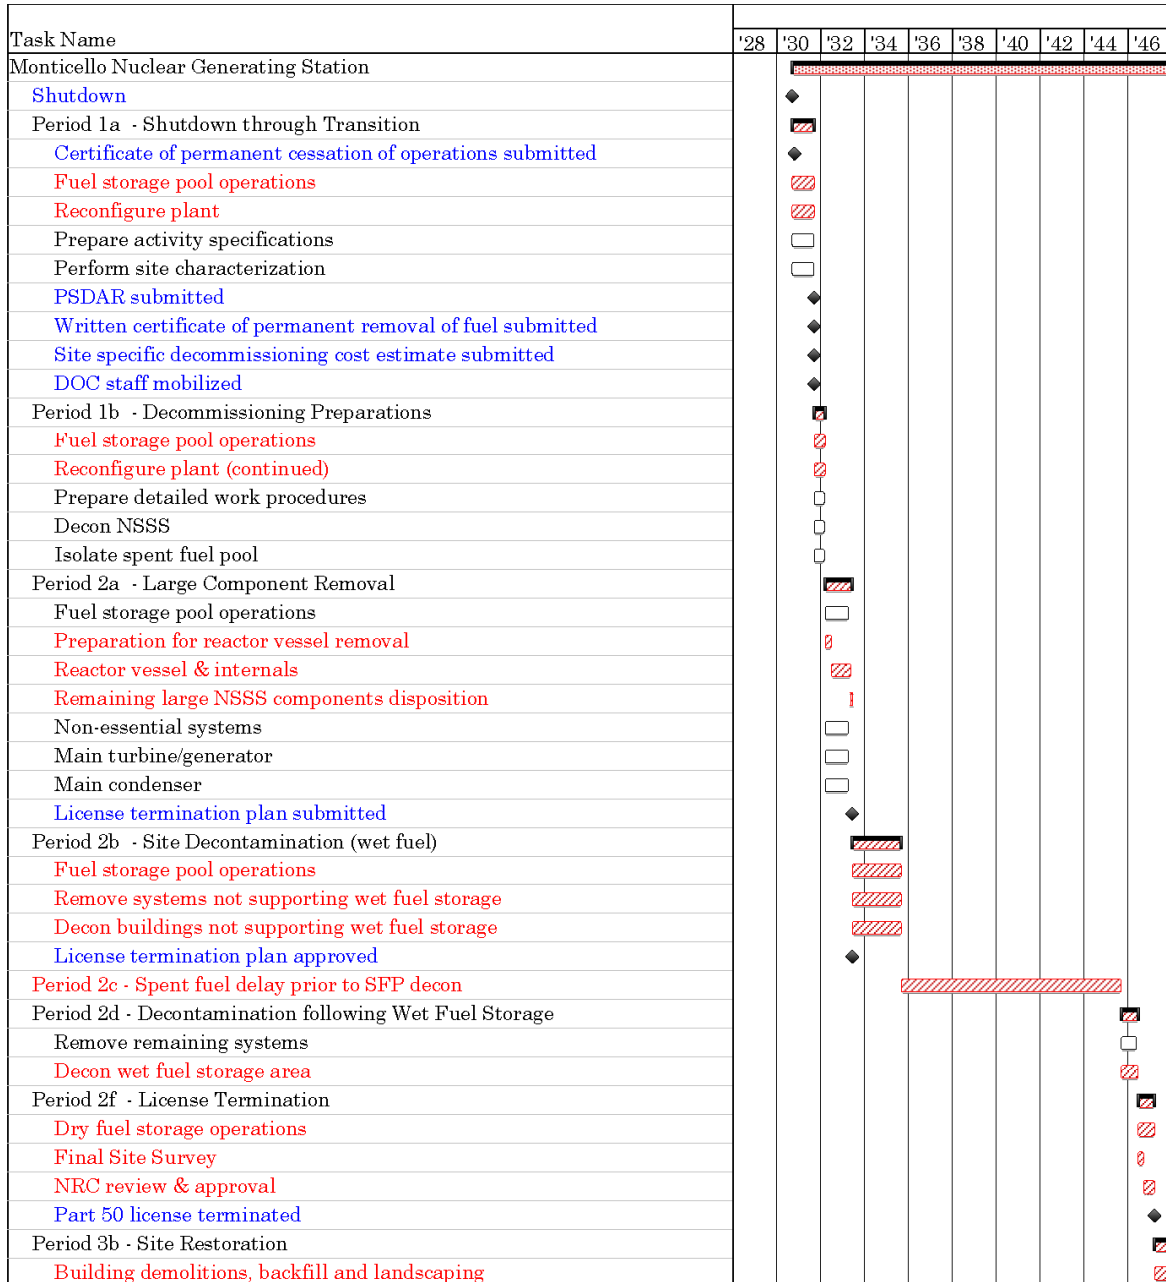 Task Name
'28 '30 '32 '34 '36 '38 '40 '42 '44 '46
Monticello Nuclear Generating Station
Shutdown
Period 1a - Shutdown through Transition
Certificate of permanent cessation of operations submitted
Fuel storage pool operations
Reconfigure plant
Prepare activity specifications
Perform site characterization
PSDAR submitted
Written certificate of permanent removal of fuel submitted
Site specific decommissioning cost estimate submitted
DOC staff mobilized
Period 1b - Decommissioning Preparations
Fuel storage pool operations
Reconfigure plant (continued)
Prepare detailed work procedures
Decon NSSS
Isolate spent fuel pool
Period 2a - Large Component Removal
Fuel storage pool operations
Preparation for reactor vessel removal
Reactor vessel & internals
Remaining large NSSS components disposition
Non-essential systems
Main turbine/generator
Main condenser
License termination plan submitted
Period 2b - Site Decontamination (wet fuel)
Fuel storage pool operations
Remove systems not supporting wet fuel storage
Decon buildings not supporting wet fuel storage
License termination plan approved
Period 2c - Spent fuel delay prior to SFP decon
Period 2d - Decontamination following Wet Fuel Storage
Remove remaining systems
Decon wet fuel storage area
Period 2f - License Termination
Dry fuel storage operations
Final Site Survey
NRC review & approval
Part 50 license terminated
Period 3b - Site Restoration
Building demolitions, backfill and landscaping